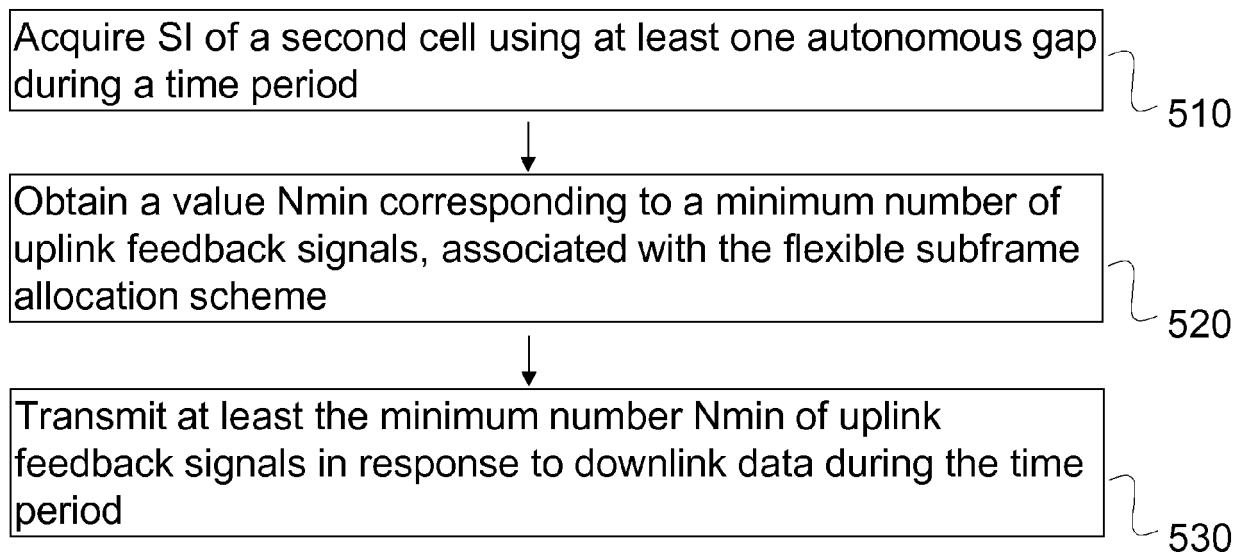 Acquire SI of a second cell using at least one autonomous gap
during a time period
510
Obtain a value Nmin corresponding to a minimum number of
uplink feedback signals, associated with the flexible subframe
allocation scheme
520
Transmit at least the minimum number Nmin of uplink
feedback signals in response to downlink data during the time
period
530